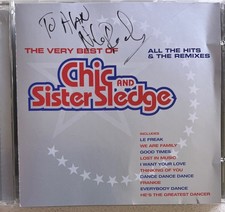 TO
THE VERY BEST OF
ALL THE HITS
& THE REMIXES
Chic
AND
Sister Sledge
INCLUDES
LE FREAK
WE ARE FAMILY
GOOD TIMES
LOST IN MUSIC
I WANT YOUR LOVE
THINKING OF YOU
DANCE DANCE DANCE
FRANKIE
EVERYBODY DANCE
HE'S THE GREATEST DANCER